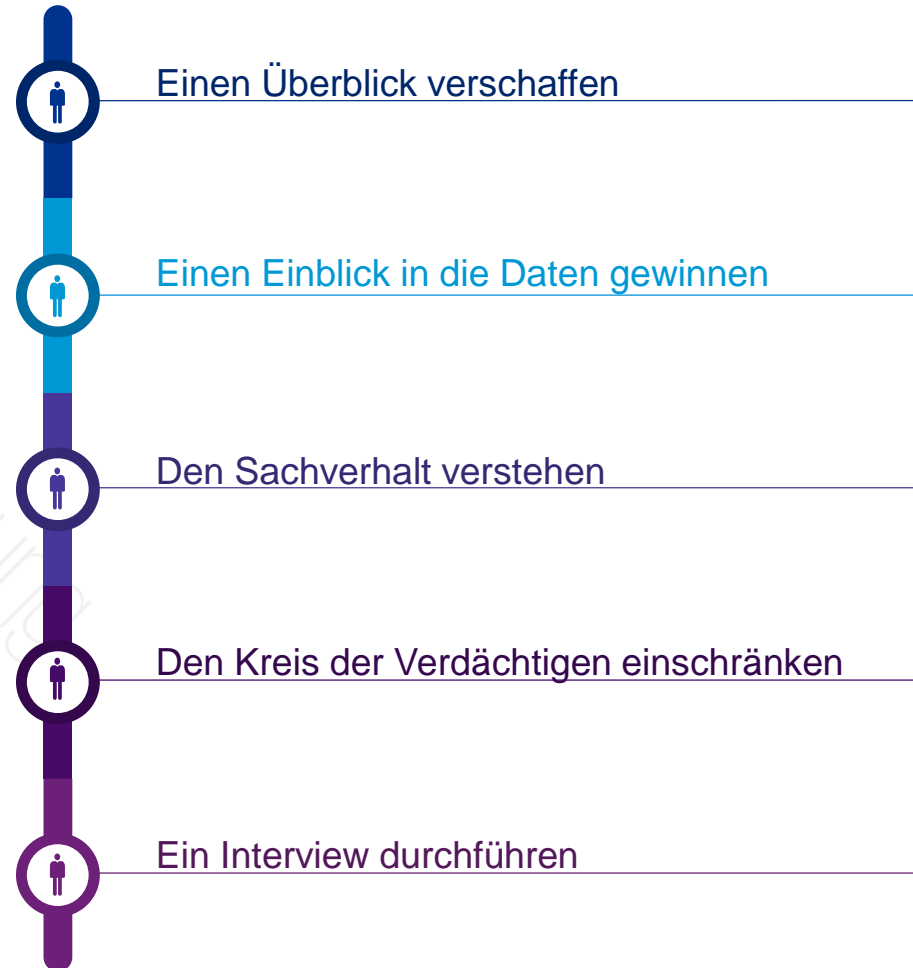 Einen Überblick verschaffen
Einen Einblick in die Daten gewinnen
Den Sachverhalt verstehen
Den Kreis der Verdächtigen einschränken
Ein Interview durchführen